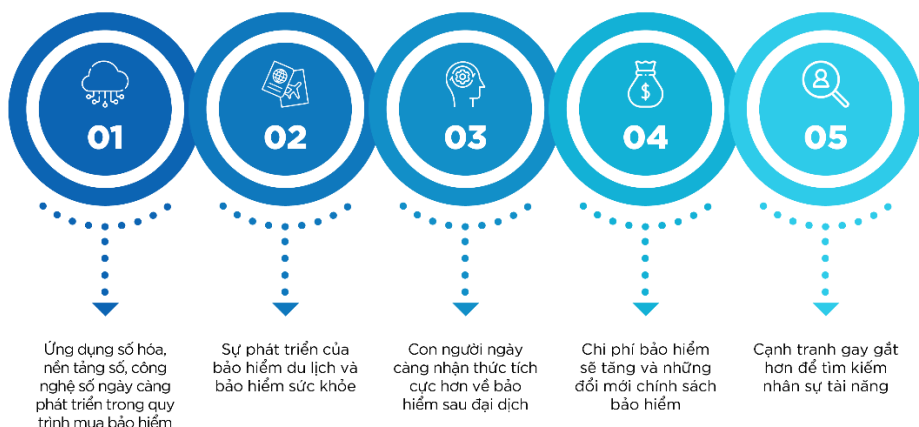 01
02
03
04
05
Ứng dụng số hóa,
nền tảng số, công
nghệ số ngày càng
phát triển trong quy
trình mua bảo hiểm
Sự phát triển của
bảo hiểm du lịch và
bảo hiểm sức khỏe
Con người ngày
càng nhận thức tích
cực hơn về bảo
hiểm sau đại dịch
Chi phí bảo hiểm
sẽ tăng và những
đổi mới chính sách
bảo hiểm
Cạnh tranh gay gắt
hơn để tìm kiếm
nhân sự tài năng